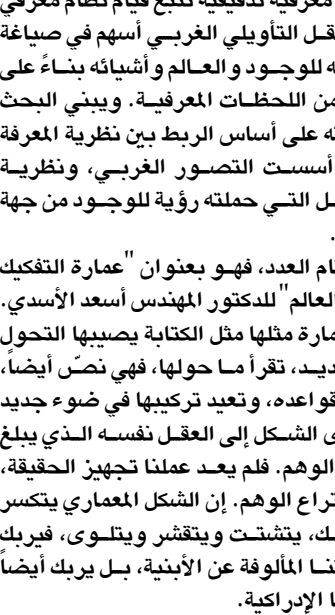 معرفية تدقيقية تتبع قيام نظام معرفي
قل التأويلي الغربي أسهم في صياغة
ه للوجود والعالم وأشيائه بناءً على
من اللحظات المعرفية. ويبني البحث
ته على أساس الربط بين نظرية المعرفة
أسست التصور الغربي، ونظرية
ل التي حملته رؤية للوجود من جهة
.
ام العدد، فهو بعنوان "عمارة التفكيك
العالم" للدكتور المهندس أسعد الأسدي.
مارة مثلها مثل الكتابة يصيبها التحول
ديد، تقرأ ما حولها، فهي نصّ أيضاً،
قواعده، وتعيد تركيبها في ضوء جديد
ى الشكل إلى العقل نفسه الذي يبلغ
الوهم. فلم يعد عملنا تجهيز الحقيقة،
تراع الوهم. إن الشكل المعماري يتكسر
ك، يتشتت ويتقشر ويتلوى، فيربك
تنا المألوفة عن الأبنية، بل يربك أيضاً
ا الإدراكية.